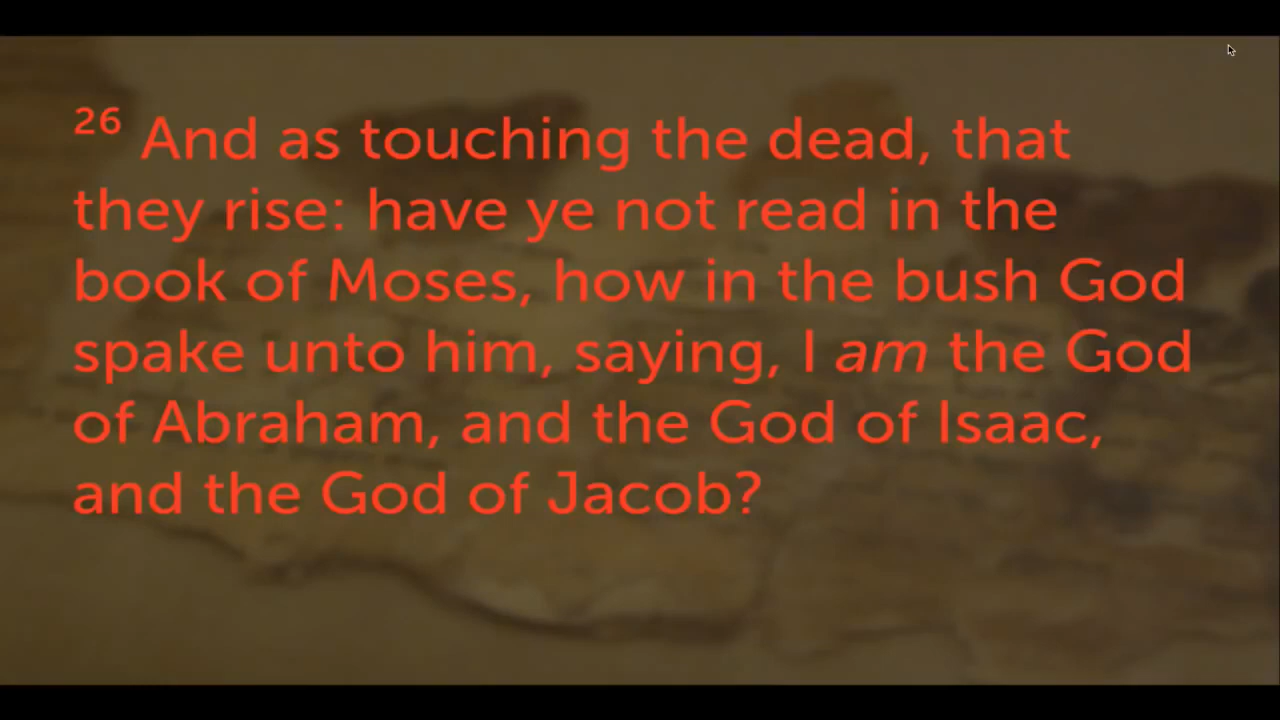 26 And as touching the dead, that
they rise: have ye not read in the
book of Moses, how in the bush God
spake unto him, saying, I am the God
of Abraham, and the God of Isaac,
and the God of Jacob?